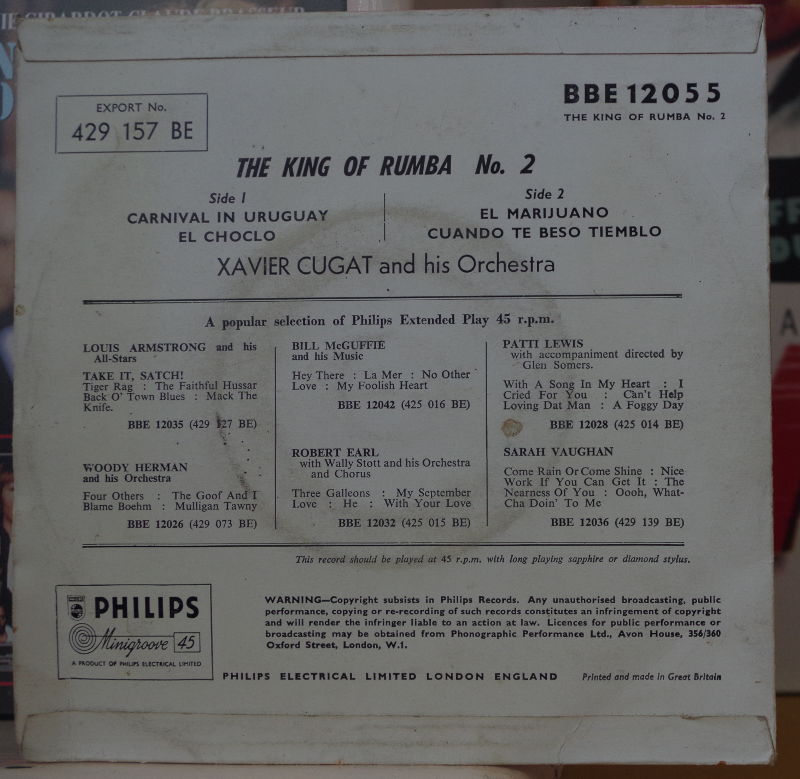 EXPORT No.
429 157 BE
BBE 12055
THE KING OF RUMBA No. 2
THE KING OF RUMBA No. 2
Side 1
CARNIVAL IN URUGUAY
EL CHOCLO
Side 2
EL MARIJUANO
CUANDO TE BESO TIEMBLO
XAVIER CUGAT and his Orchestra
A popular selection of Philips Extended Play 45 r.p.m.
LOUIS ARMSTRONG and his
All-Stars
TAKE IT, SATCH!
Tiger Rag : The Faithful Hussar
Back O' Town Blues : Mack The
Knife.
BBE 12035 (429 127 BE)
WOODY HERMAN
and his Orchestra
Four Others : The Goof And I
Blame Boehm : Mulligan Tawny
BBE 12026 (429 073 BE)
BILL McGUFFIE
and his Music
Hey There : La Mer : No Other
Love : My Foolish Heart
BBE 12042 (425 016 BE)
ROBERT EARL
with Wally Stott and his Orchestra
and Chorus
Three Galleons : My September
Love : He : With Your Love
BBE 12032 (425 015 BE)
PATTI LEWIS
with accompaniment directed by
Glen Somers.
With A Song In My Heart : I
Cried For You : Can't Help
Loving Dat Man : A Foggy Day
BBE 12028 (425 014 BE)
SARAH VAUGHAN
Come Rain Or Come Shine : Nice
Work If You Can Get It : The
Nearness Of You : Oooh, What-
Cha Doin' To Me
BBE 12036 (429 139 BE)
This record should be played at 45 r.p.m. with long playing sapphire or diamond stylus.
PHILIPS
Minigroove 45
A PRODUCT OF PHILIPS ELECTRICAL LIMITED
WARNING—Copyright subsists in Philips Records. Any unauthorised broadcasting, public
performance, copying or re-recording of such records constitutes an infringement of copyright
and will render the infringer liable to an action at law. Licences for public performance or
broadcasting may be obtained from Phonographic Performance Ltd., Avon House, 356/360
Oxford Street, London, W.1.
PHILIPS ELECTRICAL LIMITED LONDON ENGLAND
Printed and made in Great Britain